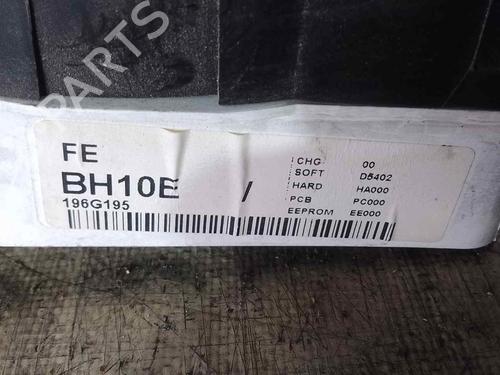 PARTS
FE
BH10E /
196G195
CHG 00
SOFT D5402
HARD HA000
PCB PC000
EEPROM EE000